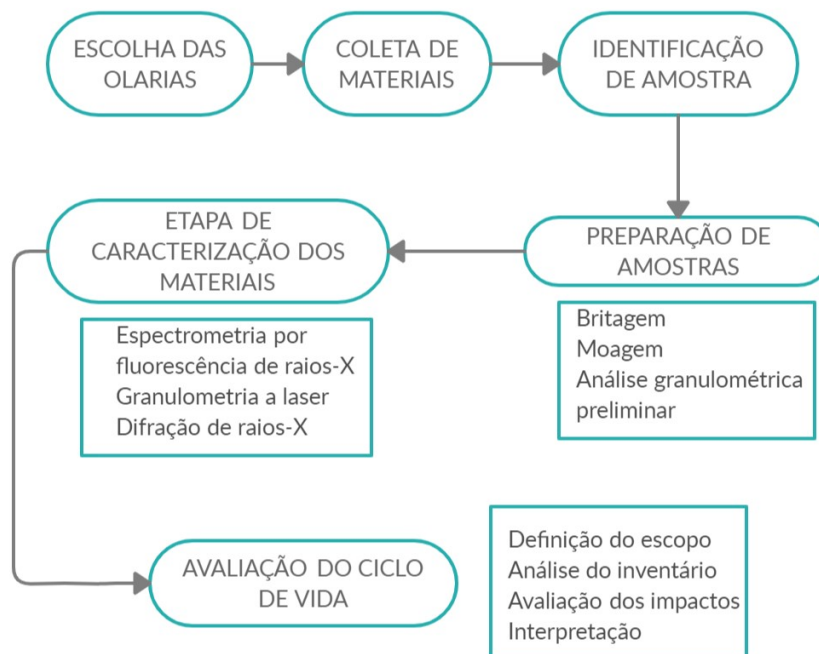 ESCOLHA DAS
OLARIAS
COLETA DE
MATERIAIS
IDENTIFICAÇÃO
DE AMOSTRA
PREPARAÇÃO DE
AMOSTRAS
Britagem
Moagem
Análise granulométrica
preliminar
ETAPA DE
CARACTERIZAÇÃO DOS
MATERIAIS
Espectrometria por
fluorescência de raios-X
Granulometria a laser
Difração de raios-X
AVALIAÇÃO DO CICLO
DE VIDA
Definição do escopo
Análise do inventário
Avaliação dos impactos
Interpretação